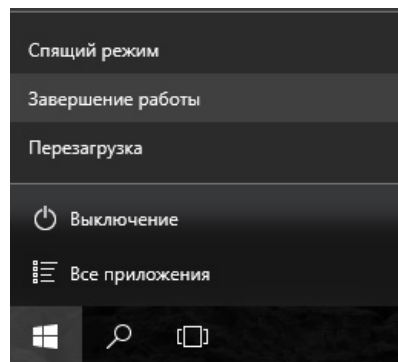 Спящий режим
Завершение работы
Перезагрузка
Выключение
Все приложения